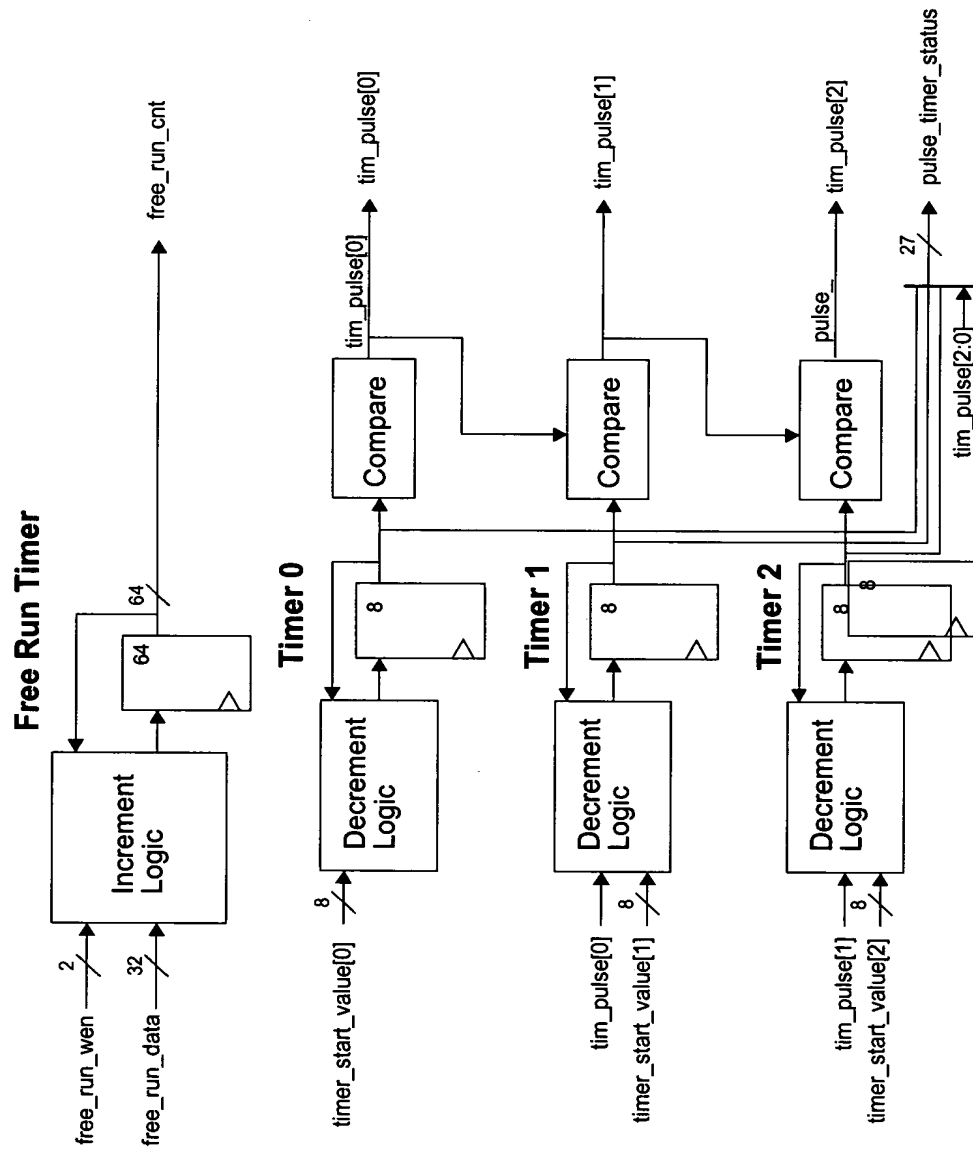 Free Run Timer
free_run_wen
2
free_run_data
32
Increment
Logic
64
64
free_run_cnt
Timer 0
timer_start_value[0]
8
Decrement
Logic
8
Compare
tim_pulse[0]
tim_pulse[0]
Timer 1
tim_pulse[0]
timer_start_value[1]
8
Decrement
Logic
8
Compare
tim_pulse[1]
Timer 2
tim_pulse[1]
timer_start_value[2]
8
Decrement
Logic
8
8
Compare
pulse_
tim_pulse[2]
tim_pulse[2:0]
27
pulse_timer_status